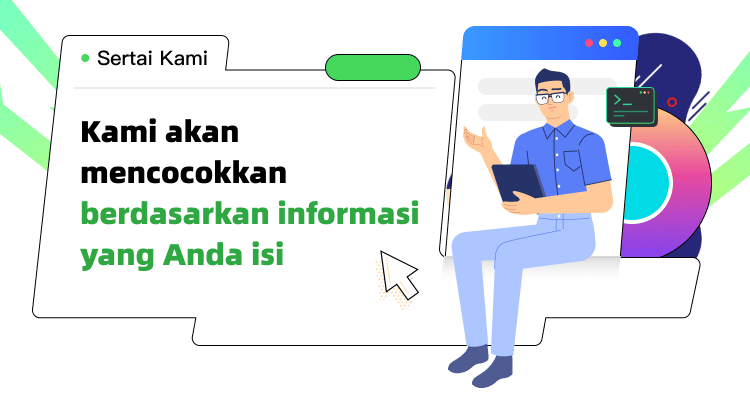 Sertai Kami
Kami akan
mencocokkan
berdasarkan informasi
yang Anda isi